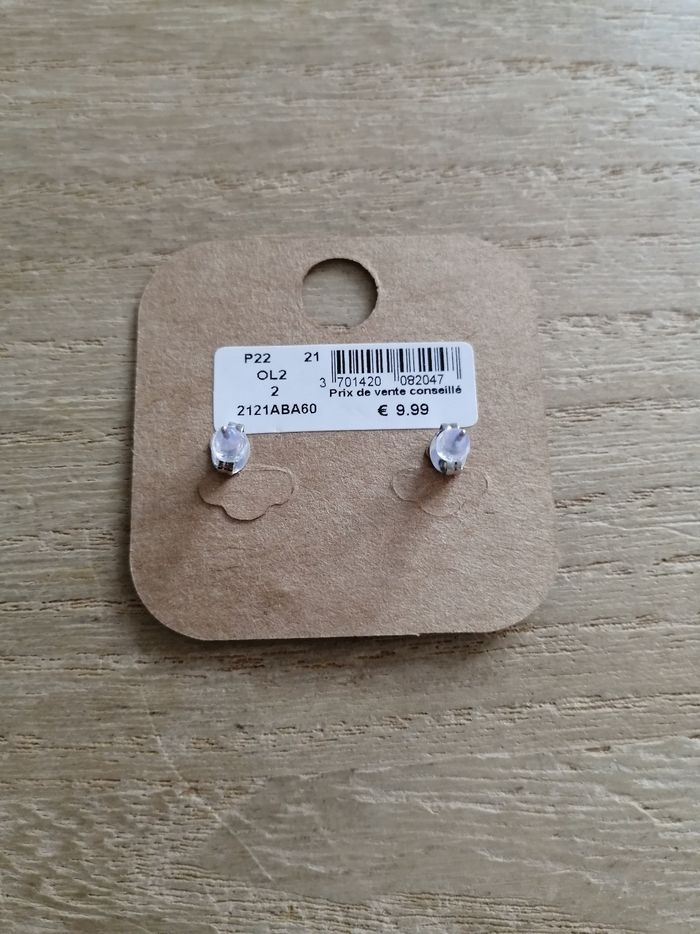 P22 21
OL2
2
2121ABA60
3 701420 082047
Prix de vente conseillé
€ 9.99